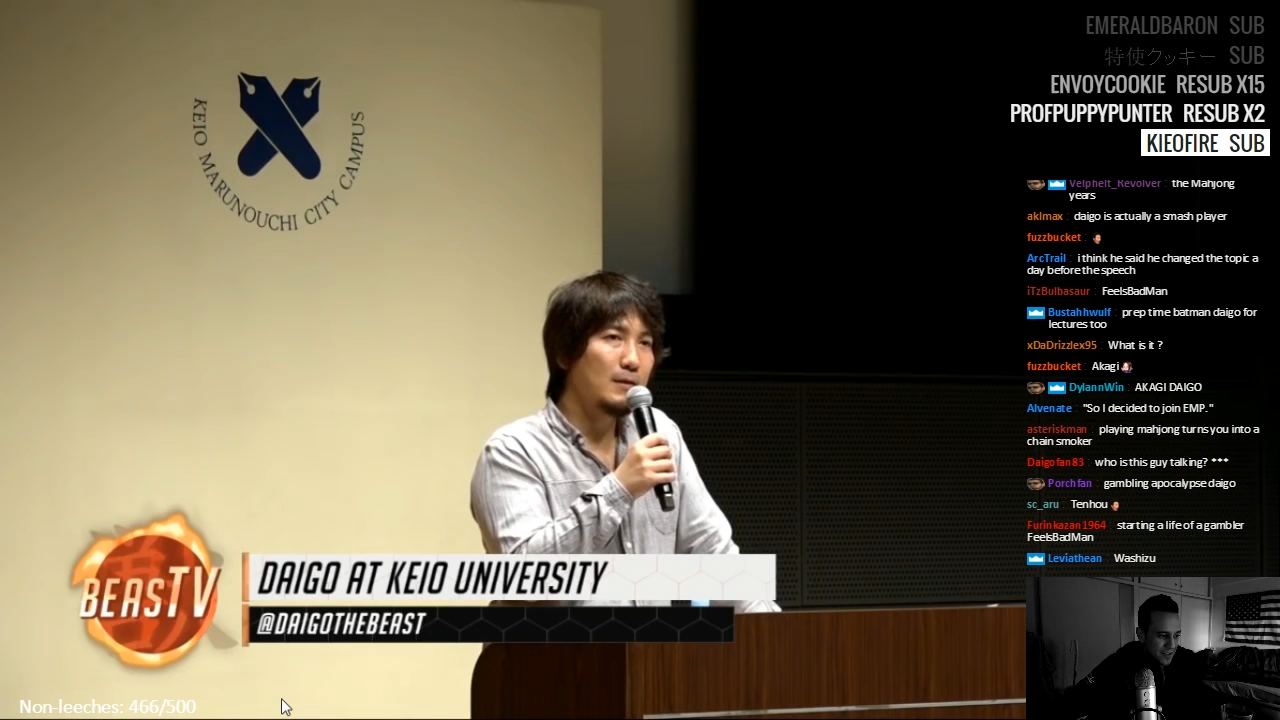 KEIO MARUNOUCHI CITY CAMPUS
BEASTV
DAIGO AT KEIO UNIVERSITY
@DAIGOTHEBEAST
Non-leeches: 466/500
EMERALDBARON SUB
特使クッキー SUB
ENVOYCOOKIE RESUB X15
PROFPUPPYPUNTER RESUB X2
KIEOFIRE SUB
Velphelt_Revolver : the Mahjong
years
aklmax : daigo is actually a smash player
fuzzbucket :
ArcTrail : i think he said he changed the topic a
day before the speech
iTzBulbasaur : FeelsBadMan
Bustahhwulf : prep time batman daigo for
lectures too
xDaDrizzlex95 : What is it ?
fuzzbucket : Akagi
DylannWin : AKAGI DAIGO
Alvenate : "So I decided to join EMP."
asteriskman : playing mahjong turns you into a
chain smoker
Daigofan83 : who is this guy talking? ***
Porchfan : gambling apocalypse daigo
sc_aru : Tenhou
Furinkazan1964 : starting a life of a gambler
FeelsBadMan
Leviathean : Washizu